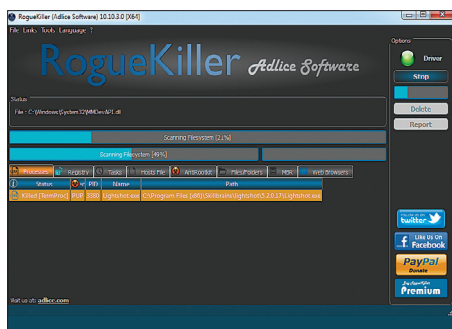 RogueKiller (Adlice Software) 10.10.3.0 [X64]
File Links Tools Language ?
RogueKiller Adlice Software
Options
Driver
Stop
Delete
Report
Status
File : C:\Windows\System32\MMDevAPI.dll
Scanning Filesystem [21%]
Scanning Filesystem [49%]
Processes Registry Tasks Hosts File AntiRootkit Files/Folders MBR Web Browsers
Status PID Name Path
Killed [TermProc] PUP 3380 Lightshot.exe C:\Program Files (x86)\Skillbrains\lightshot\5.2.0.17\Lightshot.exe
Follow us on
twitter
Like Us On
Facebook
PayPal
Donate
Premium
Visit us at: adlice.com